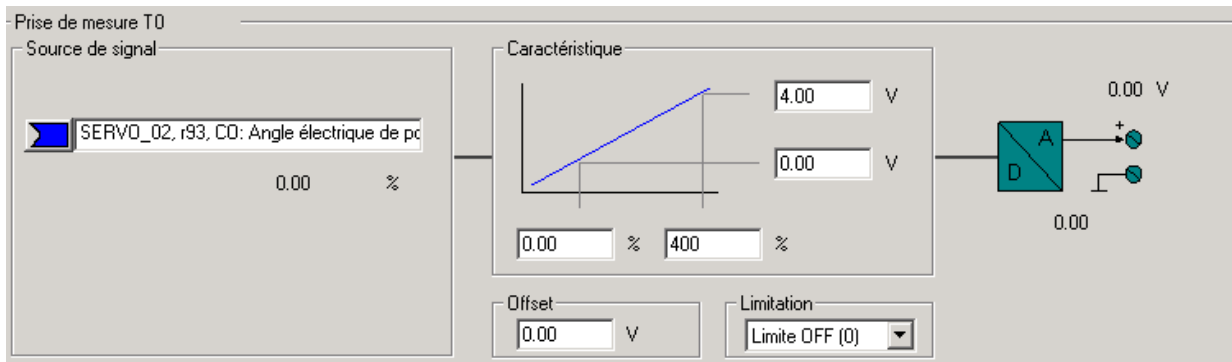 Prise de mesure T0
Source de signal
Caractéristique
SERVO_02, r93, CO: Angle électrique de po
0.00 %
4.00 V
0.00 V
0.00 % 400 %
0.00 V
A
D
+
0.00
Offset
0.00 V
Limitation
Limite OFF (0)